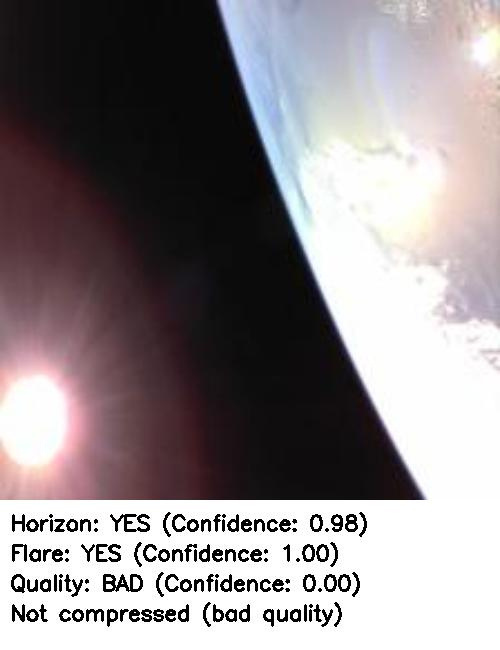 Horizon: YES (Confidence: 0.98)
Flare: YES (Confidence: 1.00)
Quality: BAD (Confidence: 0.00)
Not compressed (bad quality)